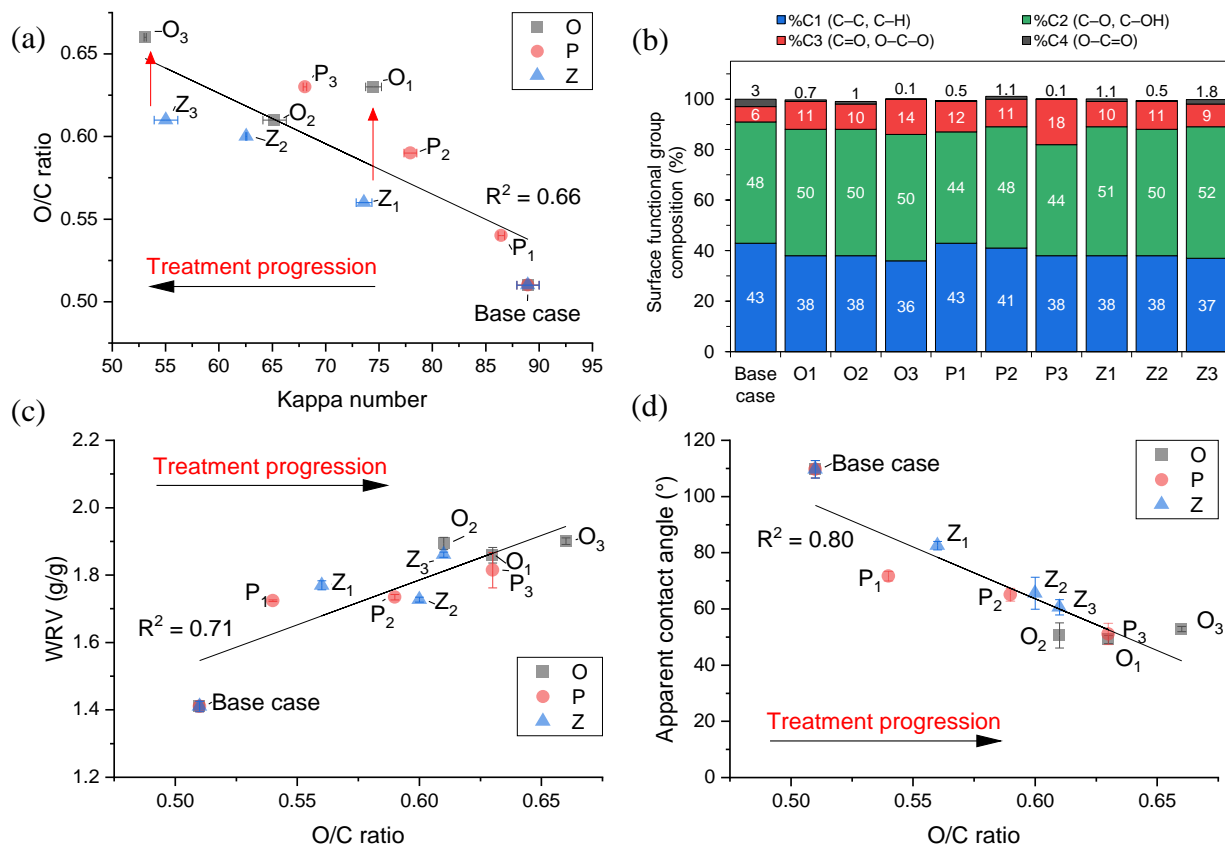 (a)
O/C ratio
0.65
0.60
0.55
0.50
O₃
Z₃
O₂
Z₂
P₃
O₁
P₂
Z₁
P₁
Base case
R² = 0.66
Treatment progression
O
P
Z
50 55 60 65 70 75 80 85 90 95
Kappa number
(b)
%C1 (C–C, C–H) %C2 (C–O, C–OH)
%C3 (C=O, O–C–O) %C4 (O–C=O)
Surface functional group
composition (%)
100
80
60
40
20
0
3 0.7 1 0.1 0.5 1.1 0.1 1.1 0.5 1.8
6 11 10 14 12 11 18 10 11 9
48 50 50 50 44 48 44 51 50 52
43 38 38 36 43 41 38 38 38 37
Base O1 O2 O3 P1 P2 P3 Z1 Z2 Z3
case
(c)
WRV (g/g)
2.2
2.0
1.8
1.6
1.4
1.2
Treatment progression
O₂
Z₃
O₁
O₃
P₃
Z₁
P₁
P₂
Z₂
R² = 0.71
Base case
O
P
Z
0.50 0.55 0.60 0.65
O/C ratio
(d)
Apparent contact angle (°)
120
100
80
60
40
20
0
Base case
R² = 0.80
Z₁
P₁
P₂
Z₂
Z₃
O₂
P₃
O₃
O₁
Treatment progression
O
P
Z
0.50 0.55 0.60 0.65
O/C ratio